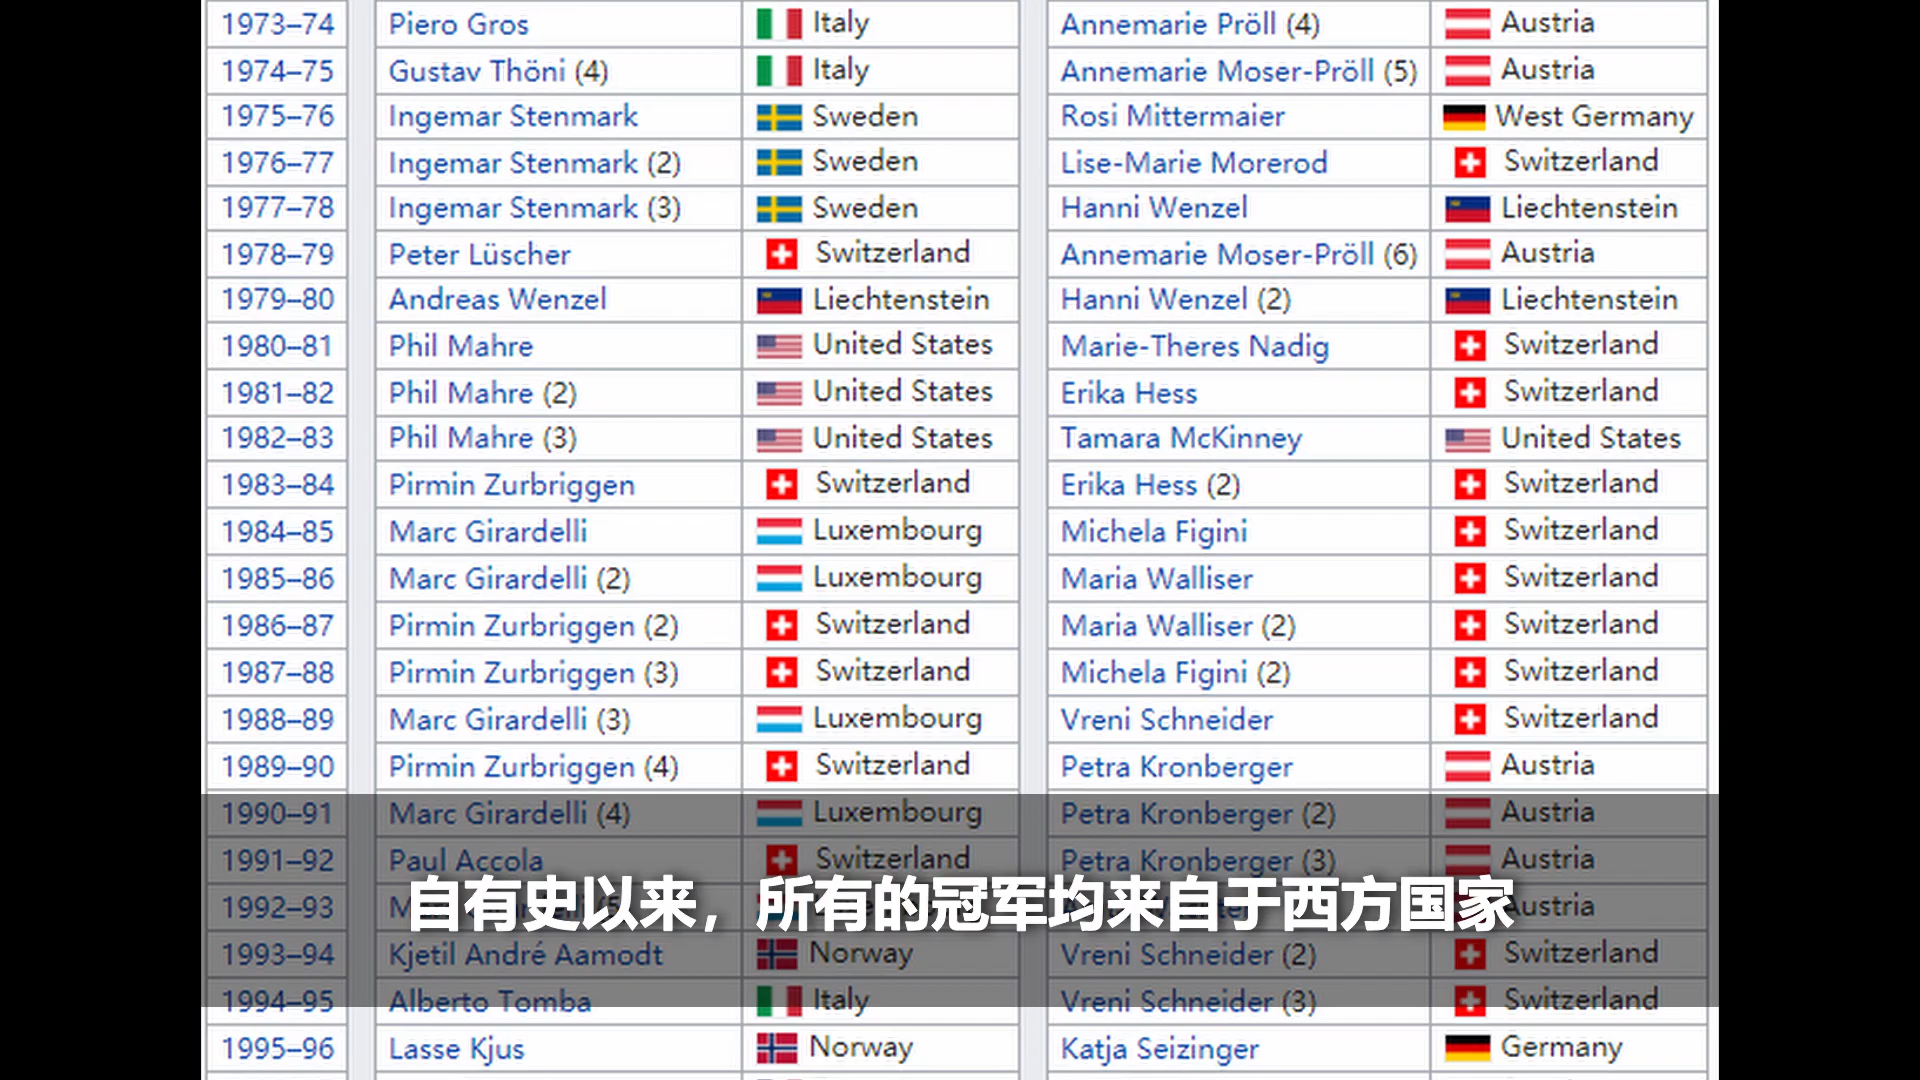 1973–74 Piero Gros Italy Annemarie Pröll (4) Austria
1974–75 Gustav Thöni (4) Italy Annemarie Moser-Pröll (5) Austria
1975–76 Ingemar Stenmark Sweden Rosi Mittermaier West Germany
1976–77 Ingemar Stenmark (2) Sweden Lise-Marie Morerod Switzerland
1977–78 Ingemar Stenmark (3) Sweden Hanni Wenzel Liechtenstein
1978–79 Peter Lüscher Switzerland Annemarie Moser-Pröll (6) Austria
1979–80 Andreas Wenzel Liechtenstein Hanni Wenzel (2) Liechtenstein
1980–81 Phil Mahre United States Marie-Theres Nadig Switzerland
1981–82 Phil Mahre (2) United States Erika Hess Switzerland
1982–83 Phil Mahre (3) United States Tamara McKinney United States
1983–84 Pirmin Zurbriggen Switzerland Erika Hess (2) Switzerland
1984–85 Marc Girardelli Luxembourg Michela Figini Switzerland
1985–86 Marc Girardelli (2) Luxembourg Maria Walliser Switzerland
1986–87 Pirmin Zurbriggen (2) Switzerland Maria Walliser (2) Switzerland
1987–88 Pirmin Zurbriggen (3) Switzerland Michela Figini (2) Switzerland
1988–89 Marc Girardelli (3) Luxembourg Vreni Schneider Switzerland
1989–90 Pirmin Zurbriggen (4) Switzerland Petra Kronberger Austria
1990–91 Marc Girardelli (4) Luxembourg Petra Kronberger (2) Austria
1991–92 Paul Accola Switzerland Petra Kronberger (3) Austria
1992–93 Austria
自有史以来，所有的冠军均来自于西方国家
1993–94 Kjetil André Aamodt Norway Vreni Schneider (2) Switzerland
1994–95 Alberto Tomba Italy Vreni Schneider (3) Switzerland
1995–96 Lasse Kjus Norway Katja Seizinger Germany